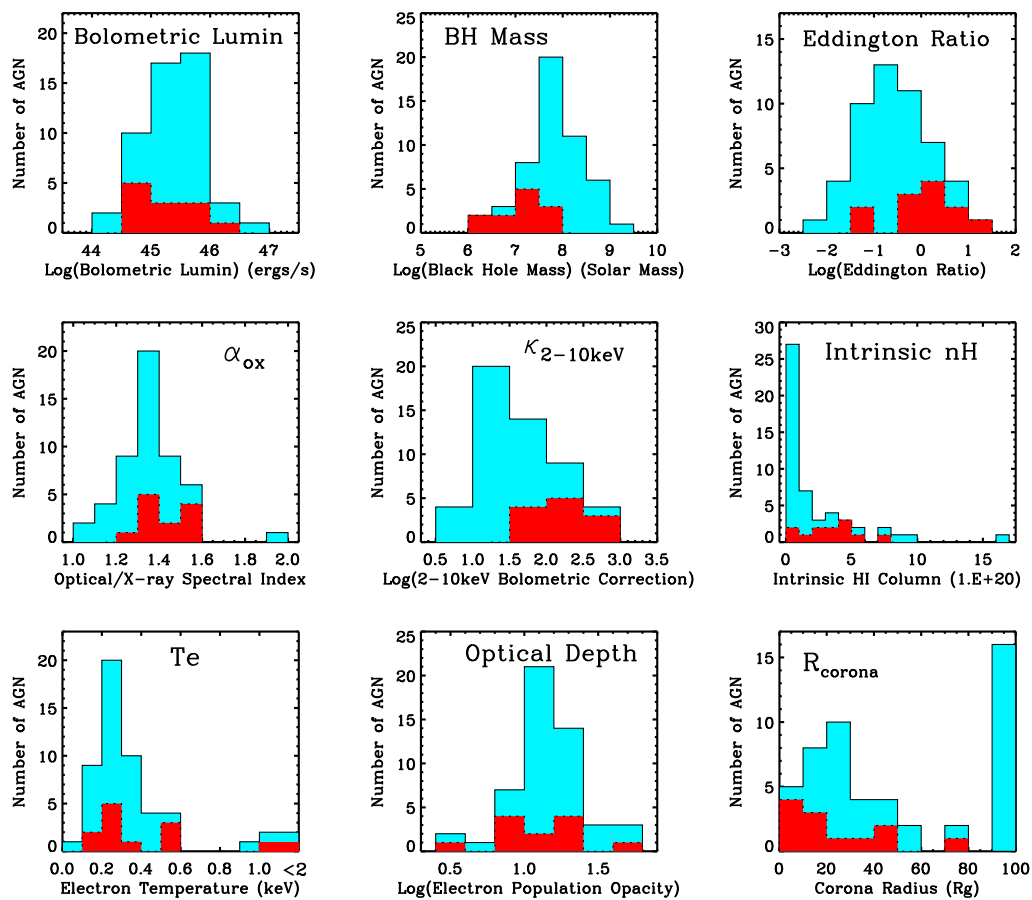 Bolometric Lumin
Number of AGN
20
15
10
5
0
44 45 46 47
Log(Bolometric Lumin) (ergs/s)
BH Mass
Number of AGN
25
20
15
10
5
0
5 6 7 8 9 10
Log(Black Hole Mass) (Solar Mass)
Eddington Ratio
Number of AGN
15
10
5
0
−3 −2 −1 0 1 2
Log(Eddington Ratio)
αox
Number of AGN
20
15
10
5
0
1.0 1.2 1.4 1.6 1.8 2.0
Optical/X−ray Spectral Index
κ2−10keV
Number of AGN
25
20
15
10
5
0
0.5 1.0 1.5 2.0 2.5 3.0 3.5
Log(2−10keV Bolometric Correction)
Intrinsic nH
Number of AGN
30
25
20
15
10
5
0
0 5 10 15
Intrinsic HI Column (1.E+20)
Te
Number of AGN
20
15
10
5
0
0.0 0.2 0.4 0.6 0.8 1.0 <2
Electron Temperature (keV)
Optical Depth
Number of AGN
25
20
15
10
5
0
0.5 1.0 1.5
Log(Electron Population Opacity)
Rcorona
Number of AGN
15
10
5
0
0 20 40 60 80 100
Corona Radius (Rg)